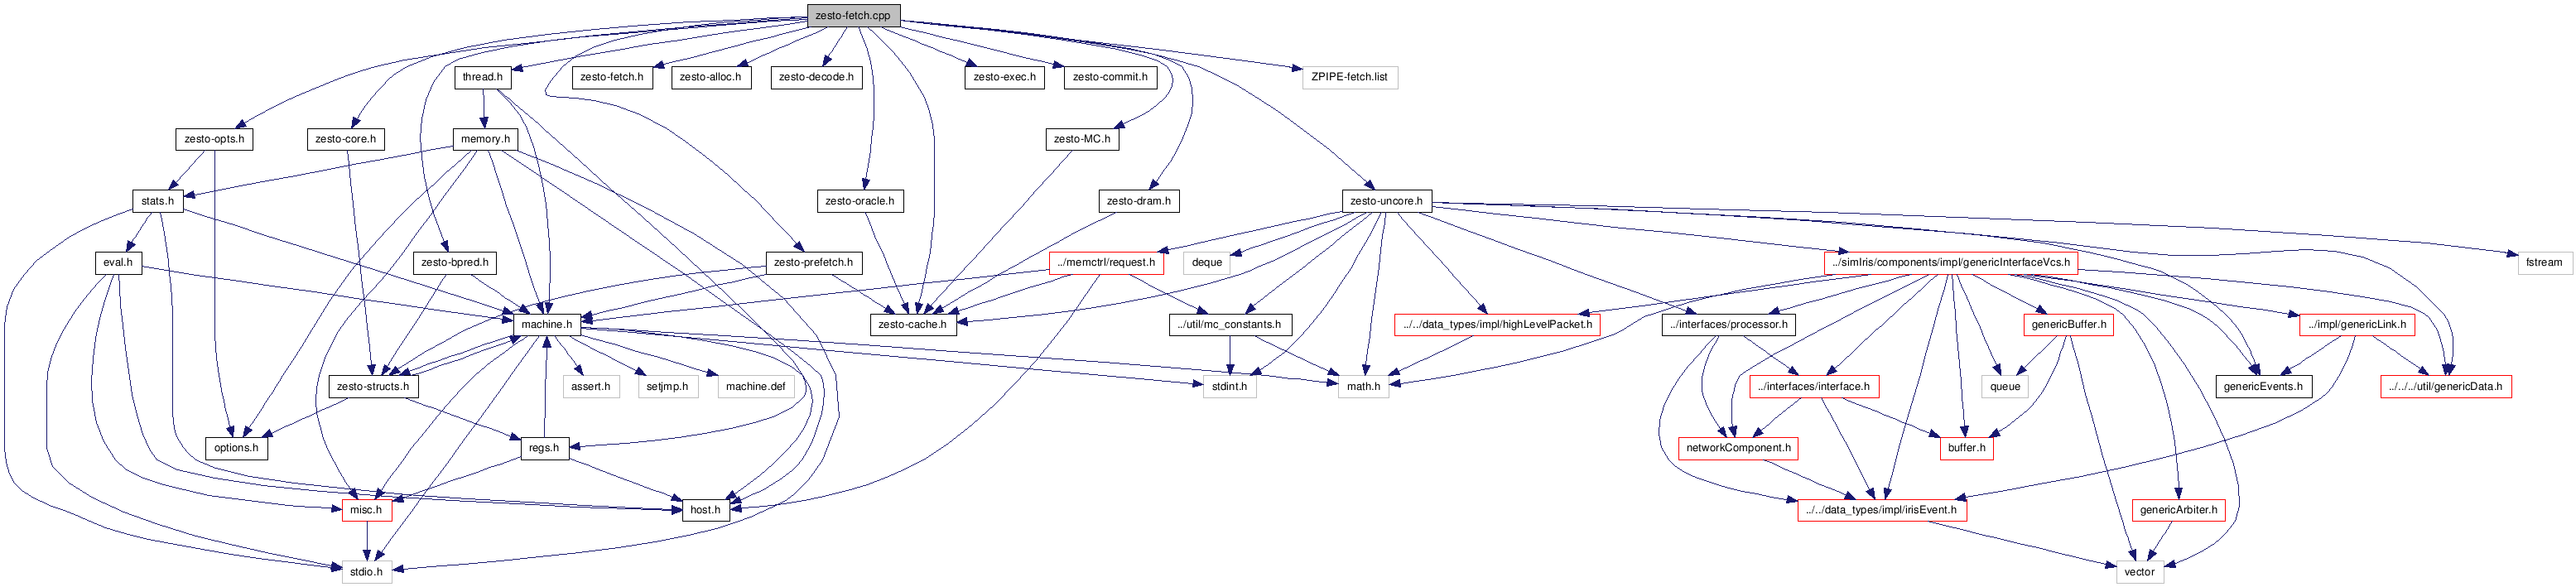 zesto-fetch.cpp
thread.h
zesto-fetch.h
zesto-alloc.h
zesto-decode.h
zesto-exec.h
zesto-commit.h
ZPIPE-fetch.list
zesto-opts.h
zesto-core.h
memory.h
zesto-MC.h
stats.h
zesto-oracle.h
zesto-dram.h
zesto-uncore.h
eval.h
zesto-bpred.h
zesto-prefetch.h
../memctrl/request.h
deque
../simIris/components/impl/genericInterfaceVcs.h
fstream
machine.h
zesto-cache.h
../util/mc_constants.h
../../data_types/impl/highLevelPacket.h
../interfaces/processor.h
genericBuffer.h
../impl/genericLink.h
zesto-structs.h
assert.h
setjmp.h
machine.def
stdint.h
math.h
../interfaces/interface.h
queue
genericEvents.h
../../../util/genericData.h
options.h
regs.h
networkComponent.h
buffer.h
misc.h
host.h
../../data_types/impl/irisEvent.h
genericArbiter.h
stdio.h
vector